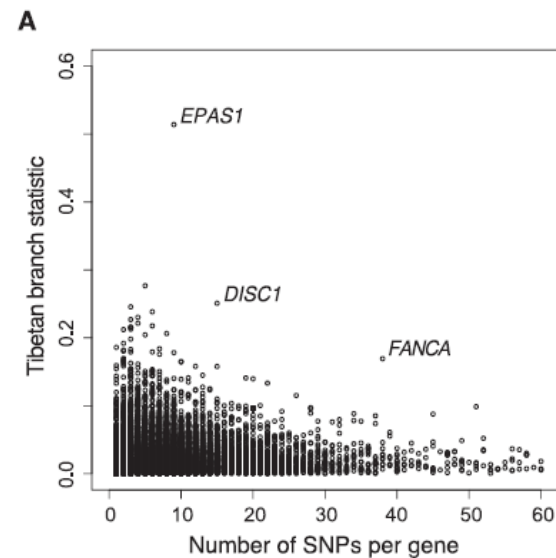 A
0.6
EPAS1
0.4
DISC1
0.2
FANCA
0.0
Tibetan branch statistic
0 10 20 30 40 50 60
Number of SNPs per gene